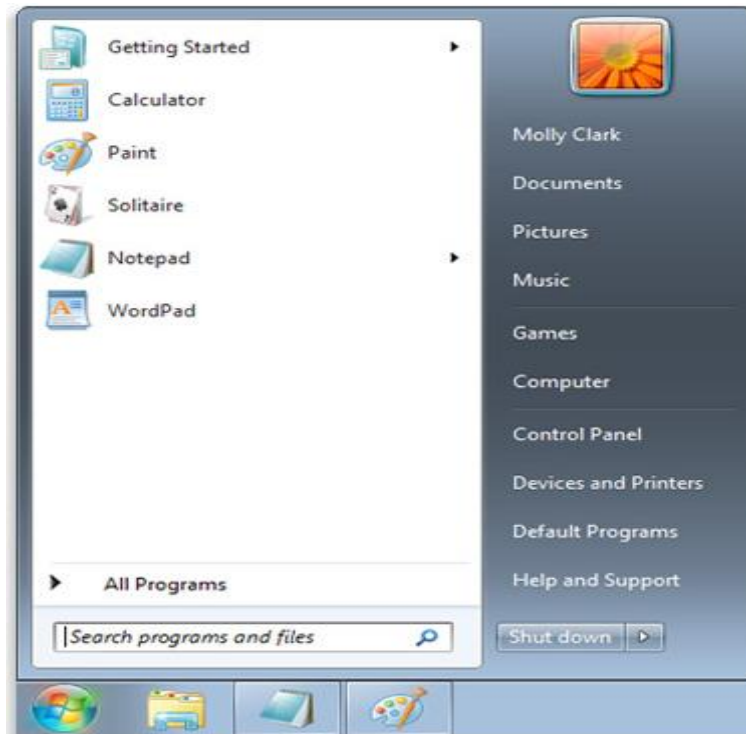 Getting Started
Calculator
Paint
Solitaire
Notepad
WordPad
All Programs
Search programs and files
Molly Clark
Documents
Pictures
Music
Games
Computer
Control Panel
Devices and Printers
Default Programs
Help and Support
Shut down